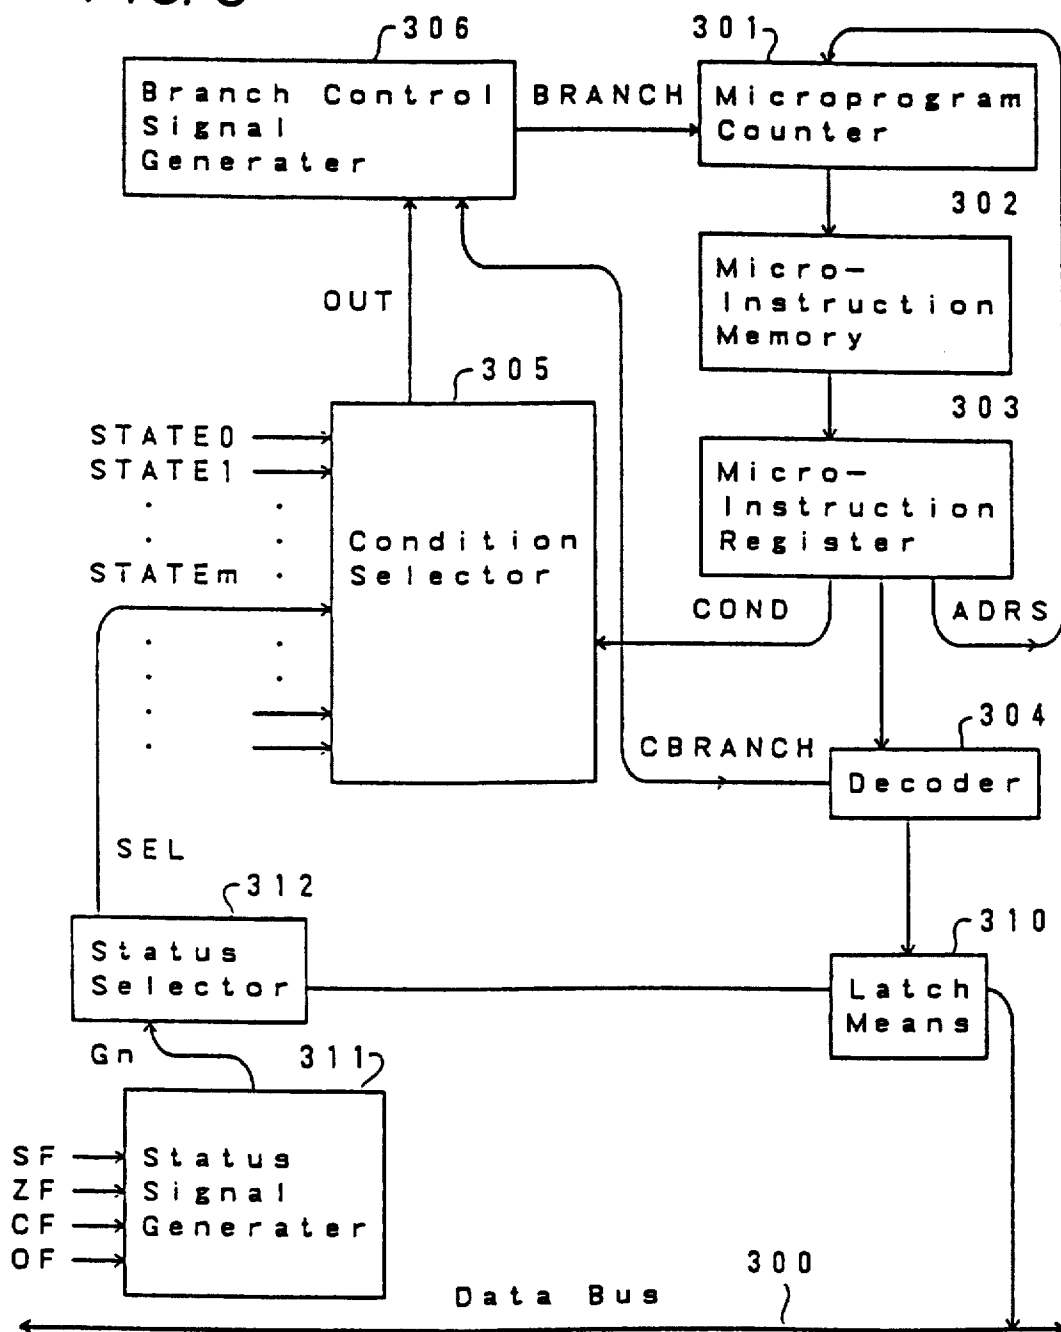 306
301
Branch Control
Signal
Generater
BRANCH
Microprogram
Counter
302
Micro-
Instruction
Memory
OUT
305
303
STATE0
STATE1
STATEm
Condition
Selector
Micro-
Instruction
Register
COND
ADRS
304
CBRANCH
Decoder
SEL
312
310
Status
Selector
Latch
Means
Gn
311
SF
ZF
CF
OF
Status
Signal
Generater
300
Data Bus